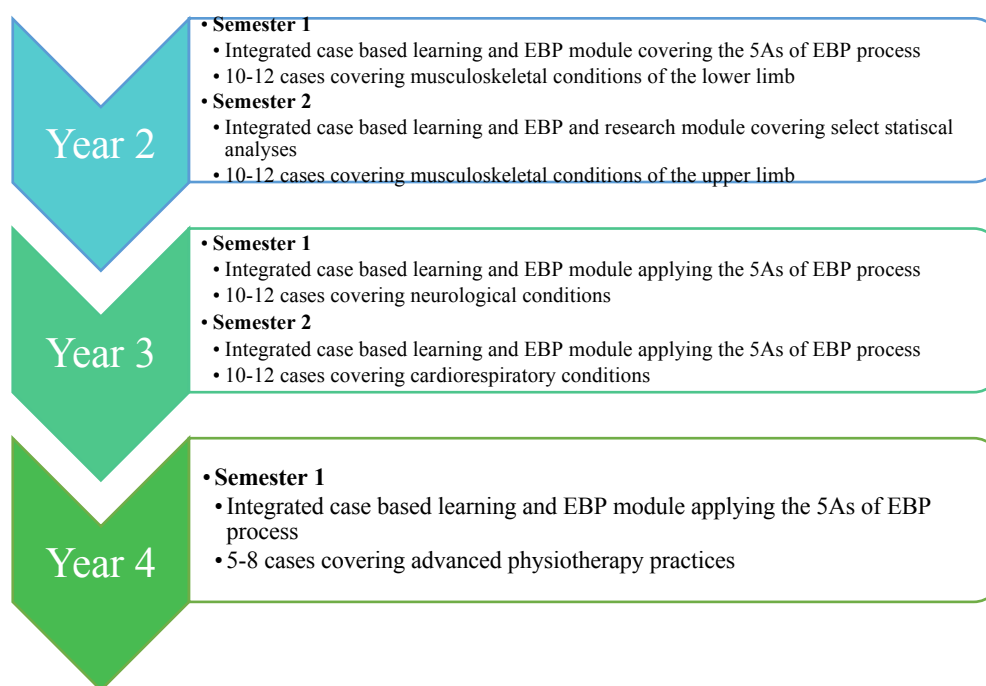 Year 2
• Semester 1
• Integrated case based learning and EBP module covering the 5As of EBP process
• 10-12 cases covering musculoskeletal conditions of the lower limb
• Semester 2
• Integrated case based learning and EBP and research module covering select statiscal
analyses
• 10-12 cases covering musculoskeletal conditions of the upper limb
Year 3
• Semester 1
• Integrated case based learning and EBP module applying the 5As of EBP process
• 10-12 cases covering neurological conditions
• Semester 2
• Integrated case based learning and EBP module applying the 5As of EBP process
• 10-12 cases covering cardiorespiratory conditions
Year 4
• Semester 1
• Integrated case based learning and EBP module applying the 5As of EBP
process
• 5-8 cases covering advanced physiotherapy practices